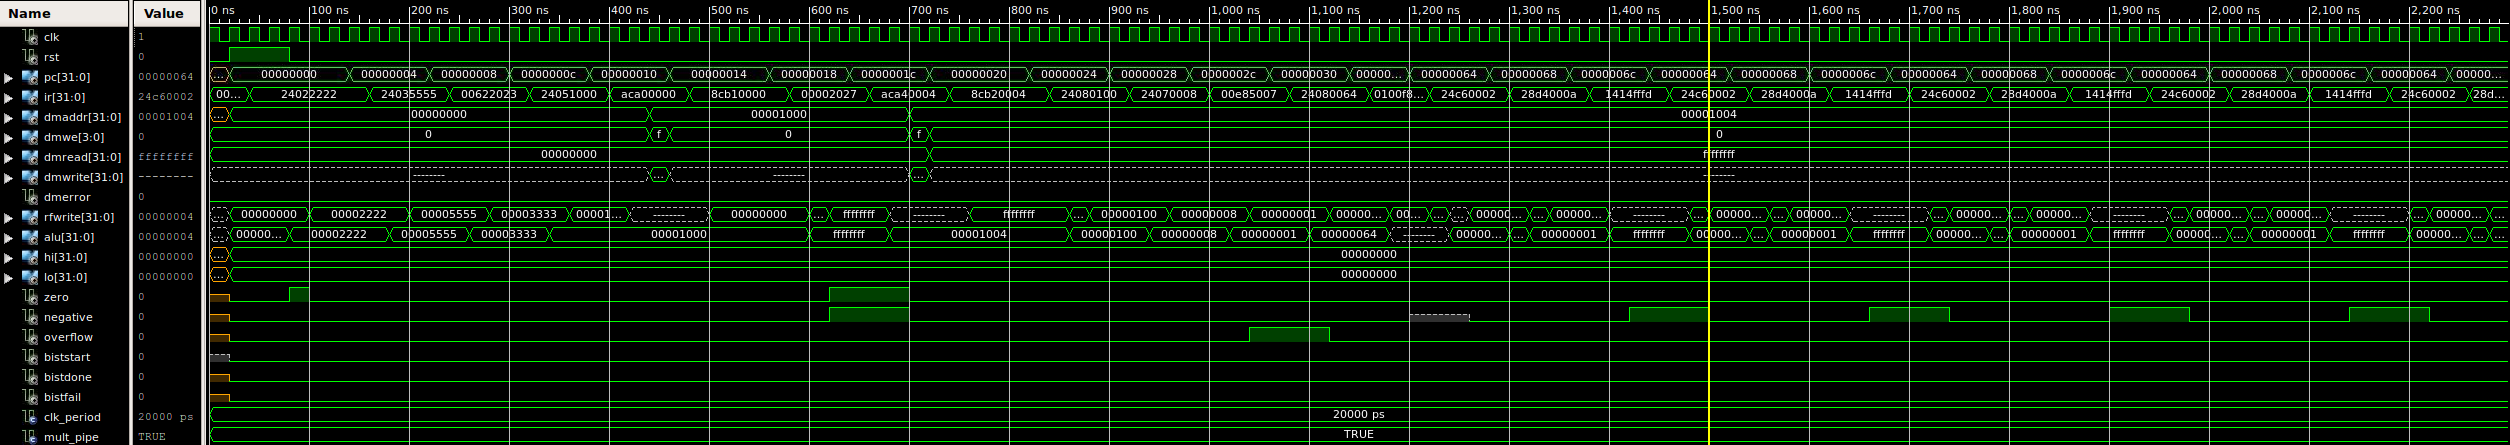 Name Value 0 ns 100 ns 200 ns 300 ns 400 ns 500 ns 600 ns 700 ns 800 ns 900 ns 1,000 ns 1,100 ns 1,200 ns 1,300 ns 1,400 ns 1,500 ns 1,600 ns 1,700 ns 1,800 ns 1,900 ns 2,000 ns 2,100 ns 2,200 ns
clk 1
rst 0
pc[31:0] 00000064 ... 00000000 00000004 00000008 0000000c 00000010 00000014 00000018 0000001c 00000020 00000024 00000028 0000002c 00000030 00000... 00000064 00000068 0000006c 00000064 00000068 0000006c 00000064 00000068 0000006c 00000064 00000068 0000006c 00000064 00000...
ir[31:0] 24c60002 00... 24022222 24035555 00622023 24051000 aca00000 8cb10000 00002027 aca40004 8cb20004 24080100 24070008 00e85007 24080064 0100f8... 24c60002 28d4000a 1414fffd 24c60002 28d4000a 1414fffd 24c60002 28d4000a 1414fffd 24c60002 28d4000a 1414fffd 24c60002 28d...
dmaddr[31:0] 00001004 ... 00000000 00001000 00001004
dmwe[3:0] 0 0 f 0 f 0
dmread[31:0] ffffffff 00000000 ffffffff
dmwrite[31:0] -------- -------- ... -------- ... --------
dmerror 0
rfwrite[31:0] 00000004 ... 00000000 00002222 00005555 00003333 00001... -------- 00000000 ... ffffffff -------- ffffffff ... 00000100 00000008 00000001 00000... 00... ... ... 00000... ... 00000... -------- ... 00000... ... 00000... -------- ... 00000... ... 00000... -------- ... 00000... ... 00000... -------- ... 00000... ...
alu[31:0] 00000004 ... 00000... 00002222 00005555 00003333 00001000 ffffffff 00001004 00000100 00000008 00000001 00000064 -------- 00000... ... 00000001 ffffffff 00000... ... 00000001 ffffffff 00000... ... 00000001 ffffffff 00000... ... 00000001 ffffffff 00000... ... ...
hi[31:0] 00000000 ... 00000000
lo[31:0] 00000000 ... 00000000
zero 0
negative 0
overflow 0
biststart 0
bistdone 0
bistfail 0
clk_period 20000 ps 20000 ps
mult_pipe TRUE TRUE